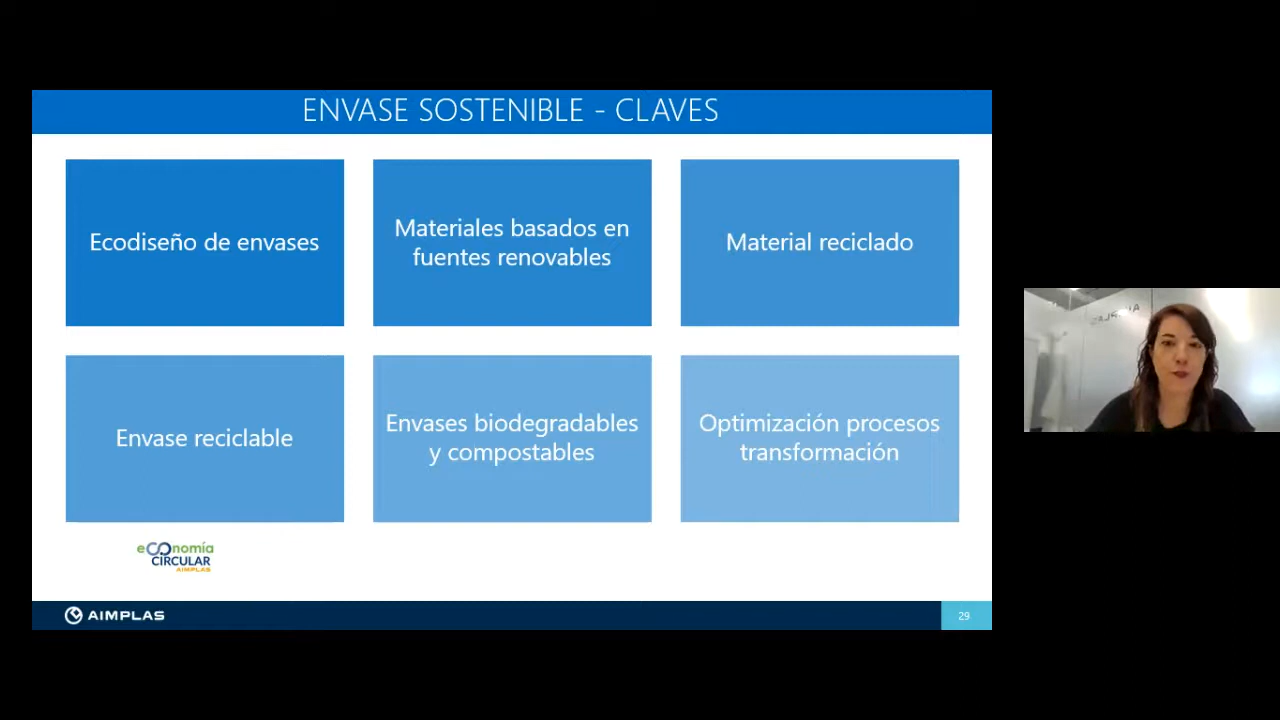 ENVASE SOSTENIBLE - CLAVES
Ecodiseño de envases
Materiales basados en
fuentes renovables
Material reciclado
Envase reciclable
Envases biodegradables
y compostables
Optimización procesos
transformación
eCOnomía
CIRCULAR
AIMPLAS
AIMPLAS
29
AIMPLAS